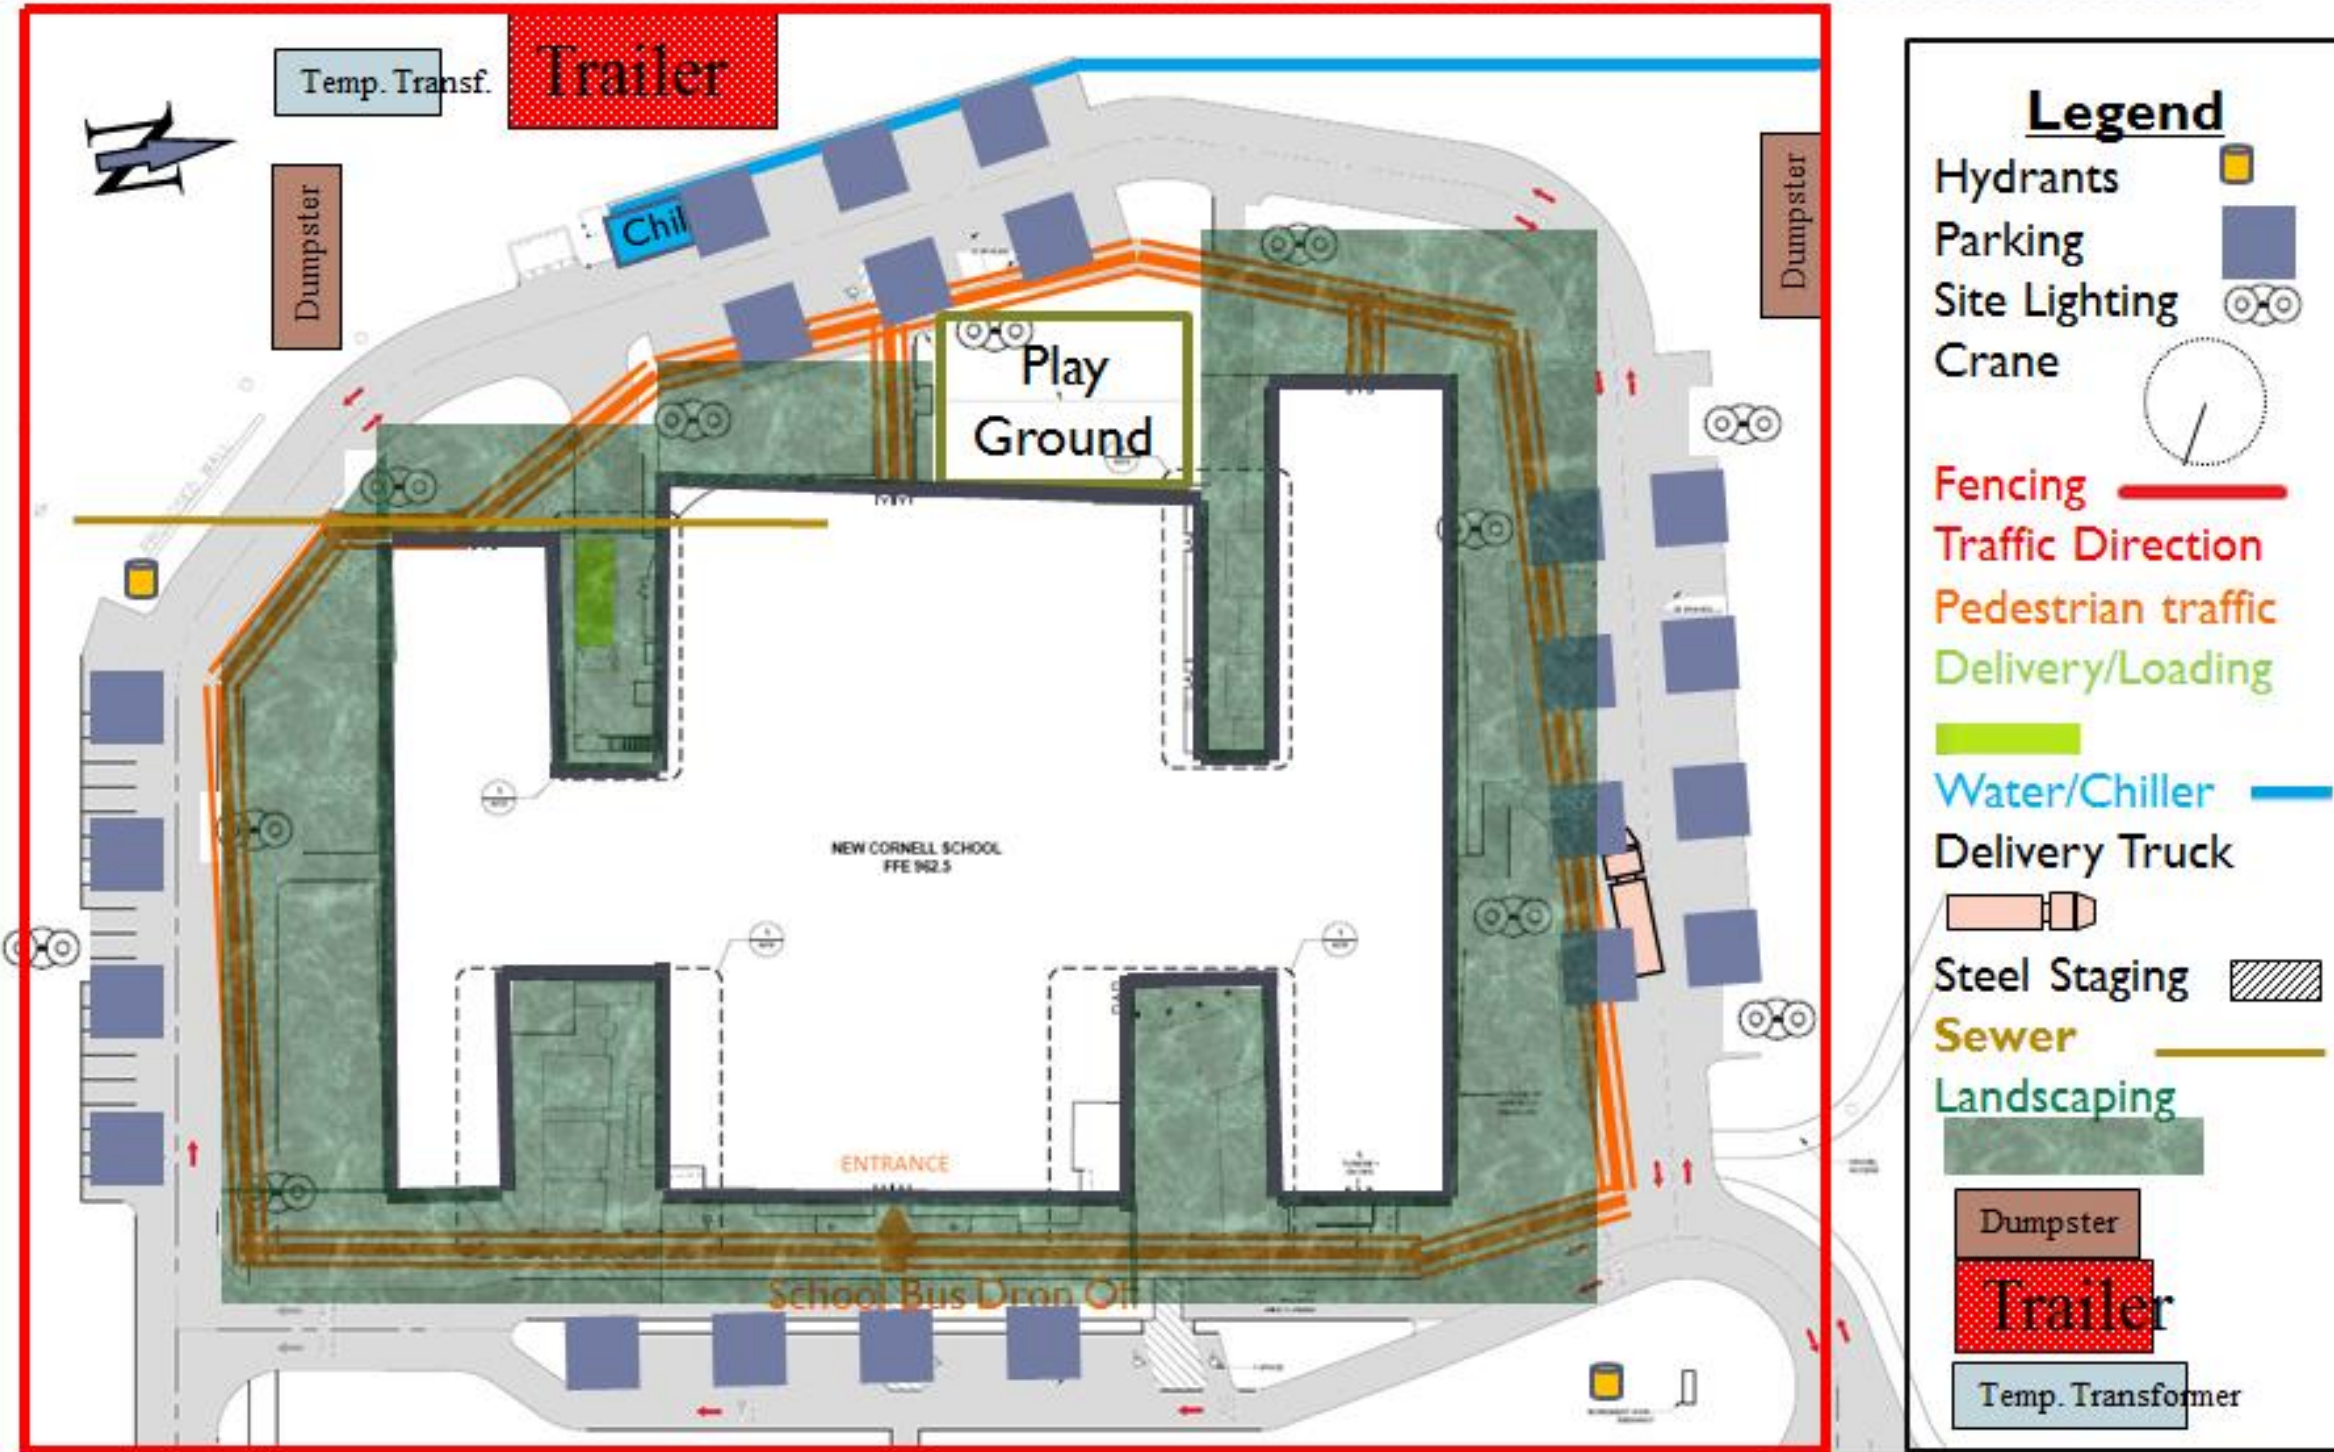 Temp. Transf.
Trailer
Dumpster
Dumpster
N
Chil
Play
Ground
NEW CORNELL SCHOOL
FFE 962.5
ENTRANCE
School Bus Drop Off
Legend
Hydrants
Parking
Site Lighting
Crane
Fencing
Traffic Direction
Pedestrian traffic
Delivery/Loading
Water/Chiller
Delivery Truck
Steel Staging
Sewer
Landscaping
Dumpster
Trailer
Temp. Transformer